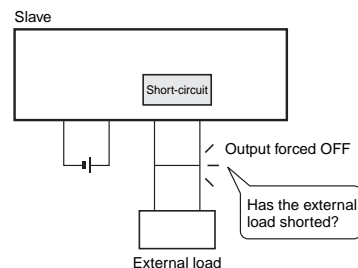 Slave
Short-circuit
Output forced OFF
Has the external
load shorted?
External load